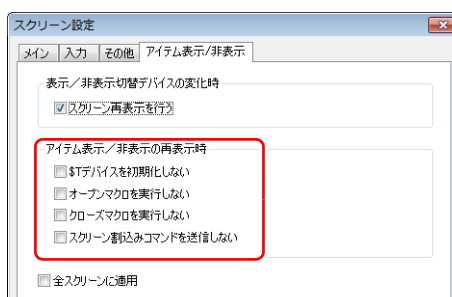 スクリーン設定
メイン 入力 その他 アイテム表示/非表示
表示／非表示切替デバイスの変化時
スクリーン再表示を行う
アイテム表示／非表示の再表示時
$Tデバイスを初期化しない
オープンマクロを実行しない
クローズマクロを実行しない
スクリーン割込みコマンドを送信しない
全スクリーンに適用